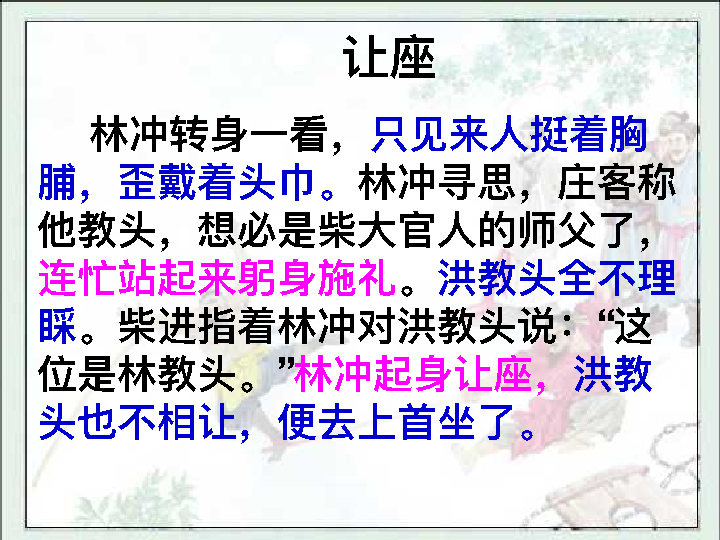 让座
林冲转身一看，只见来人挺着胸
脯，歪戴着头巾。林冲寻思，庄客称
他教头，想必是柴大官人的师父了，
连忙站起来躬身施礼。洪教头全不理
睬。柴进指着林冲对洪教头说：“这
位是林教头。”林冲起身让座，洪教
头也不相让，便去上首坐了。